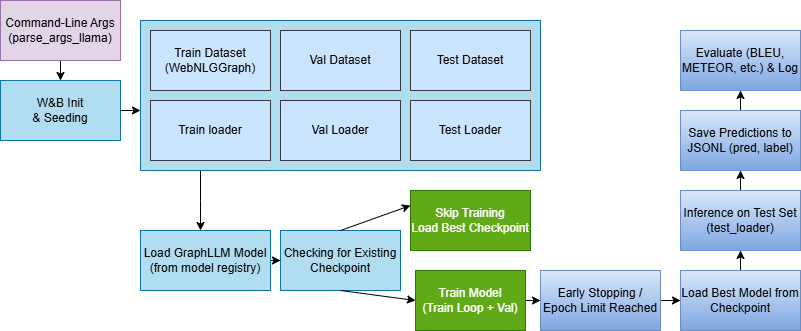 Command-Line Args
(parse_args_llama)
W&B Init
& Seeding
Train Dataset
(WebNLGGraph)
Val Dataset
Test Dataset
Train loader
Val Loader
Test Loader
Load GraphLLM Model
(from model registry)
Checking for Existing
Checkpoint
Skip Training
Load Best Checkpoint
Train Model
(Train Loop + Val)
Early Stopping /
Epoch Limit Reached
Load Best Model from
Checkpoint
Inference on Test Set
(test_loader)
Save Predictions to
JSONL (pred, label)
Evaluate (BLEU,
METEOR, etc.) & Log